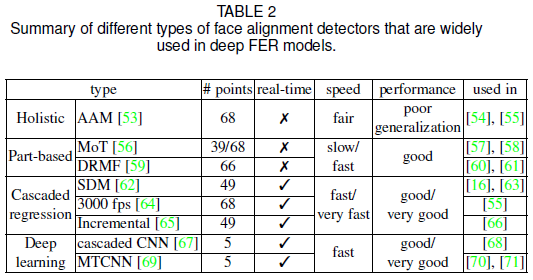 TABLE 2
Summary of different types of face alignment detectors that are widely
used in deep FER models.
type # points real-time speed performance used in
Holistic AAM [53] 68 ✗ fair poor generalization [54], [55]
Part-based MoT [56] 39/68 ✗ slow/ fast good [57], [58]
DRMF [59] 66 ✗ [60], [61]
Cascaded regression SDM [62] 49 ✓ fast/ very fast good/ very good [16], [63]
3000 fps [64] 68 ✓ [55]
Incremental [65] 49 ✓ [66]
Deep learning cascaded CNN [67] 5 ✓ fast good/ very good [68]
MTCNN [69] 5 ✓ [70], [71]